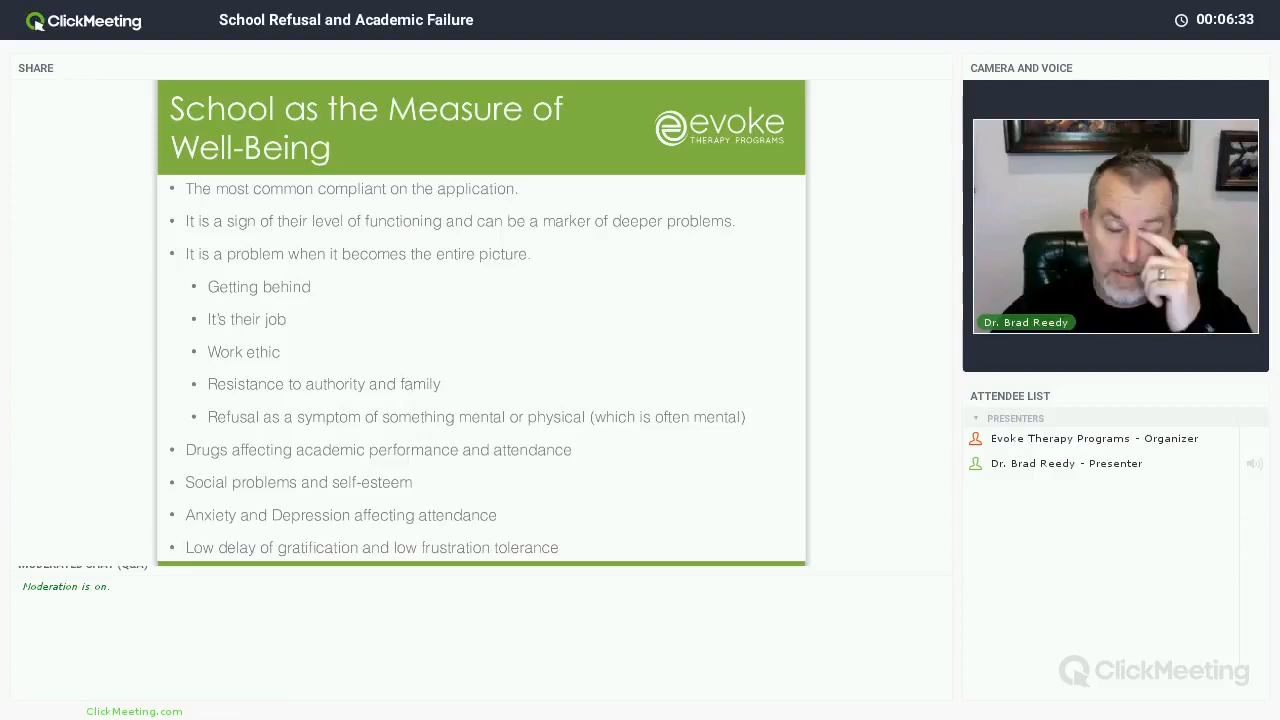 ClickMeeting
School Refusal and Academic Failure
00:06:33
SHARE
School as the Measure of
Well-Being
evoke
THERAPY PROGRAMS
• The most common compliant on the application.
• It is a sign of their level of functioning and can be a marker of deeper problems.
• It is a problem when it becomes the entire picture.
• Getting behind
• It's their job
• Work ethic
• Resistance to authority and family
• Refusal as a symptom of something mental or physical (which is often mental)
• Drugs affecting academic performance and attendance
• Social problems and self-esteem
• Anxiety and Depression affecting attendance
• Low delay of gratification and low frustration tolerance
MODERATED CHAT (Q&A)
Moderation is on.
CAMERA AND VOICE
Dr. Brad Reedy
ATTENDEE LIST
PRESENTERS
Evoke Therapy Programs - Organizer
Dr. Brad Reedy - Presenter
ClickMeeting
ClickMeeting.com